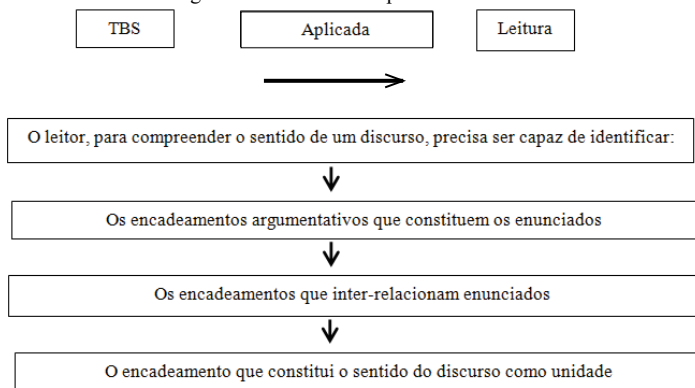 TBS Aplicada Leitura
O leitor, para compreender o sentido de um discurso, precisa ser capaz de identificar:
Os encadeamentos argumentativos que constituem os enunciados
Os encadeamentos que inter-relacionam enunciados
O encadeamento que constitui o sentido do discurso como unidade